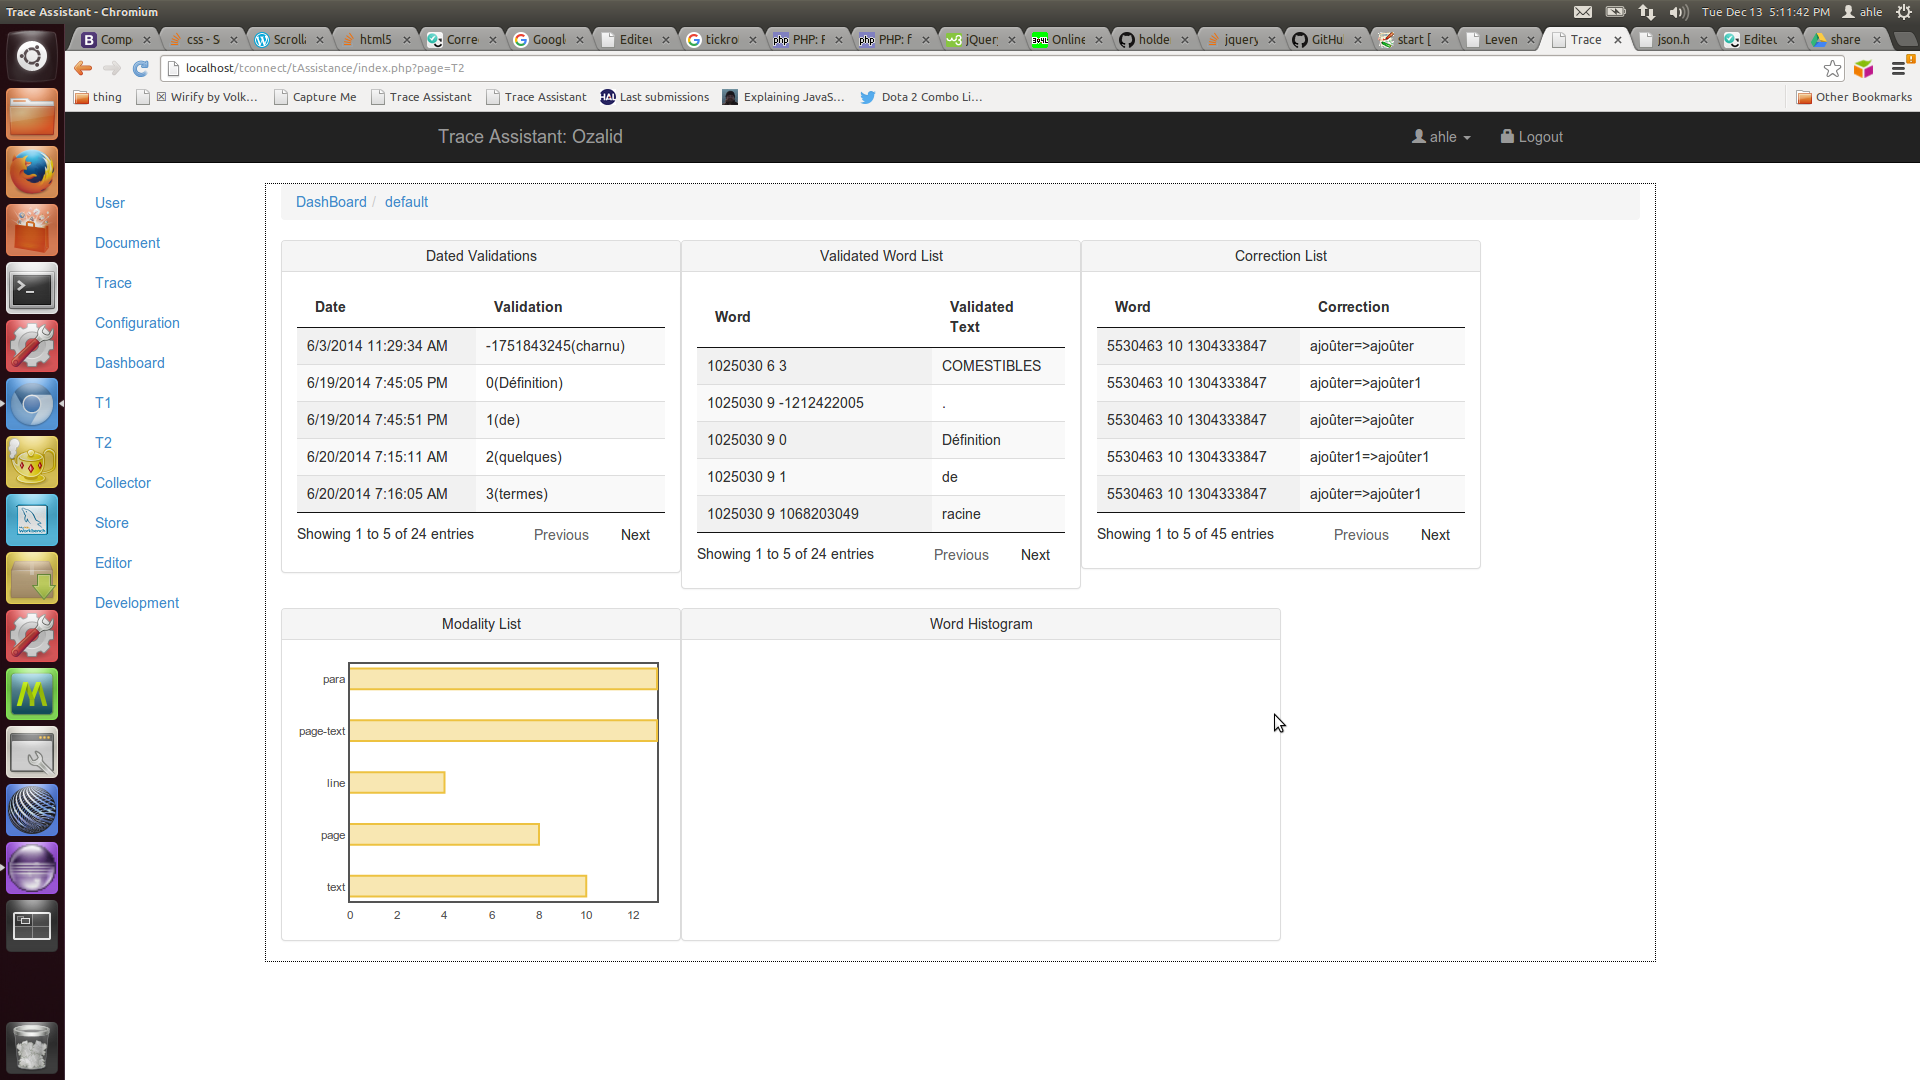 Trace Assistant - Chromium
Tue Dec 13 5:11:42 PM ahle
Comp css - S Scroll html5 Corre Googl Editeu tickro PHP: F PHP: f jQuer Online holde jquery GitHu start [ Leven Trace json.h Editeu share
localhost/tconnect/tAssistance/index.php?page=T2
thing Wirify by Volk... Capture Me Trace Assistant Trace Assistant Last submissions Explaining JavaS... Dota 2 Combo Li... Other Bookmarks
Trace Assistant: Ozalid
ahle Logout
User
Document
Trace
Configuration
Dashboard
T1
T2
Collector
Store
Editor
Development
DashBoard / default
Dated Validations
Date Validation
6/3/2014 11:29:34 AM -1751843245(charnu)
6/19/2014 7:45:05 PM 0(Définition)
6/19/2014 7:45:51 PM 1(de)
6/20/2014 7:15:11 AM 2(quelques)
6/20/2014 7:16:05 AM 3(termes)
Showing 1 to 5 of 24 entries Previous Next
Validated Word List
Word Validated
Text
1025030 6 3 COMESTIBLES
1025030 9 -1212422005 .
1025030 9 0 Définition
1025030 9 1 de
1025030 9 1068203049 racine
Showing 1 to 5 of 24 entries Previous Next
Correction List
Word Correction
5530463 10 1304333847 ajoûter=>ajoûter
5530463 10 1304333847 ajoûter=>ajoûter1
5530463 10 1304333847 ajoûter=>ajoûter
5530463 10 1304333847 ajoûter1=>ajoûter1
5530463 10 1304333847 ajoûter=>ajoûter1
Showing 1 to 5 of 45 entries Previous Next
Modality List
para
page-text
line
page
text
0 2 4 6 8 10 12
Word Histogram